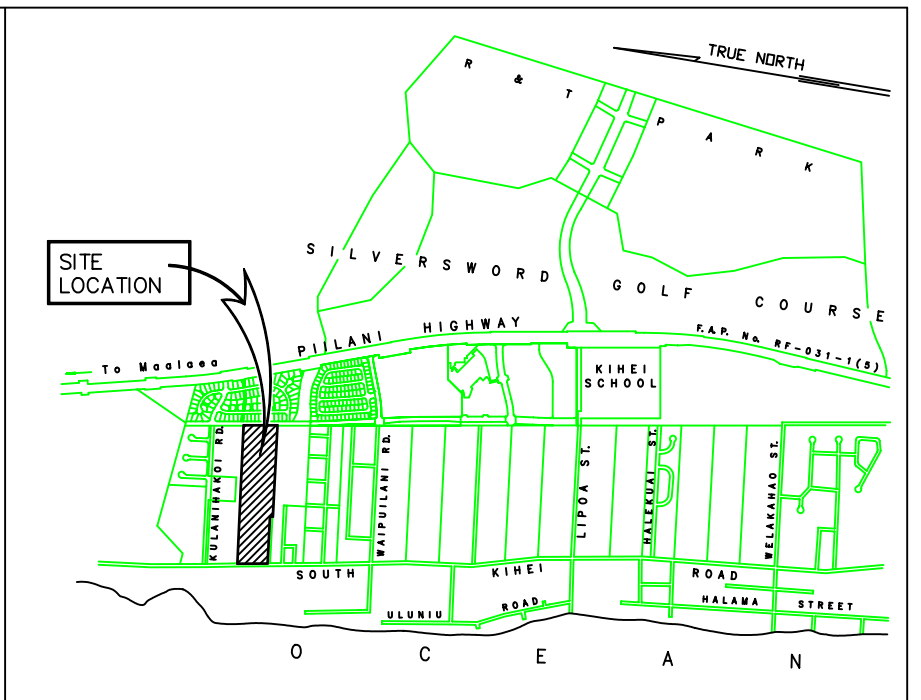 TRUE NORTH
R & T PARK
SILVERSWORD GOLF COURSE
SITE
LOCATION
PIILANI HIGHWAY
F.A.P. No. RF-031-1(5)
To Maalaea
KIHEI
SCHOOL
KULANIHAKOI RD.
WAIPUILANI RD.
LIPOA ST.
HALEKUAI ST.
WELAKAHAO ST.
SOUTH KIHEI ROAD
HALAMA STREET
ULUNIU ROAD
OCEAN